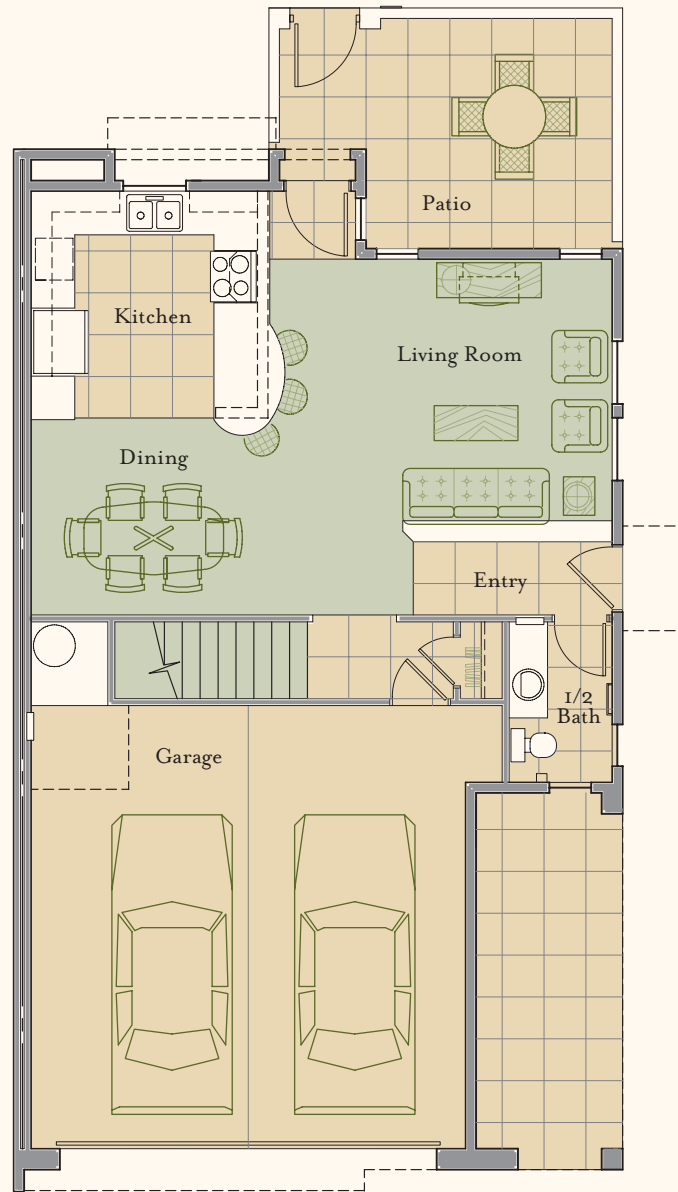 Patio
Kitchen
Living Room
Dining
Entry
1/2
Bath
Garage